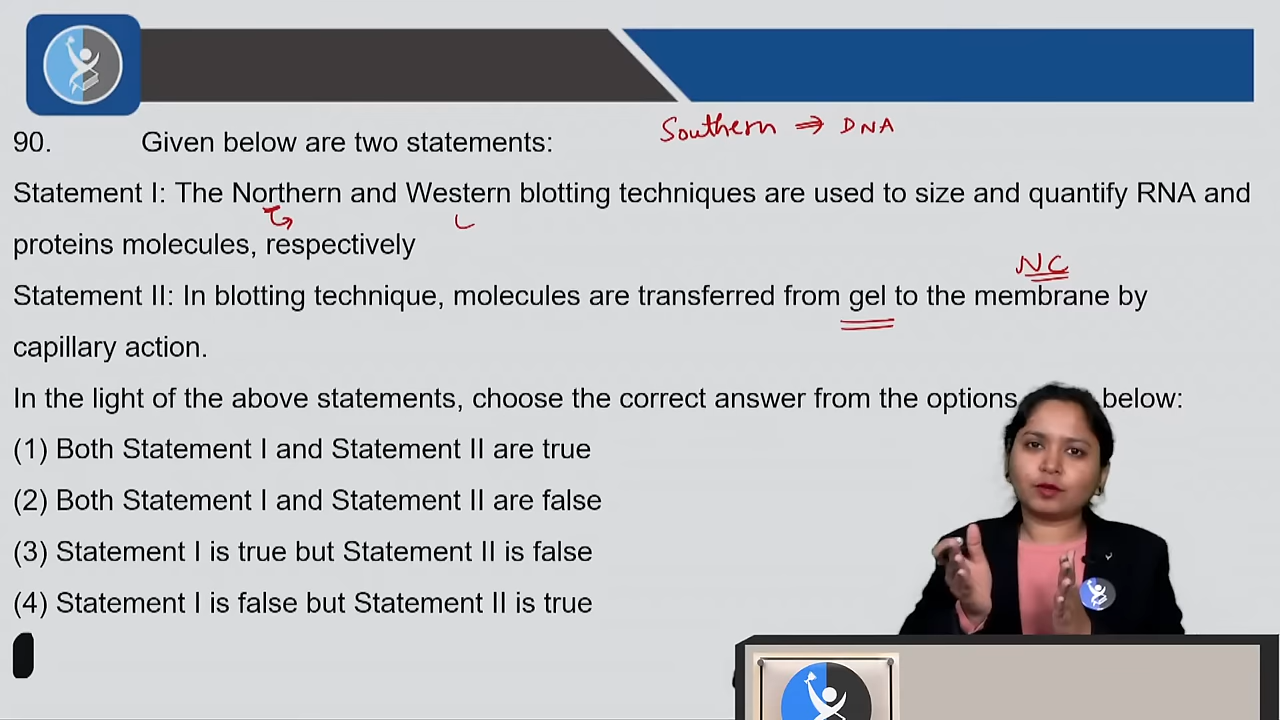 Southern ⇒ DNA
90. Given below are two statements:
Statement I: The Northern and Western blotting techniques are used to size and quantify RNA and
proteins molecules, respectively
NC
Statement II: In blotting technique, molecules are transferred from gel to the membrane by
capillary action.
In the light of the above statements, choose the correct answer from the options below:
(1) Both Statement I and Statement II are true
(2) Both Statement I and Statement II are false
(3) Statement I is true but Statement II is false
(4) Statement I is false but Statement II is true